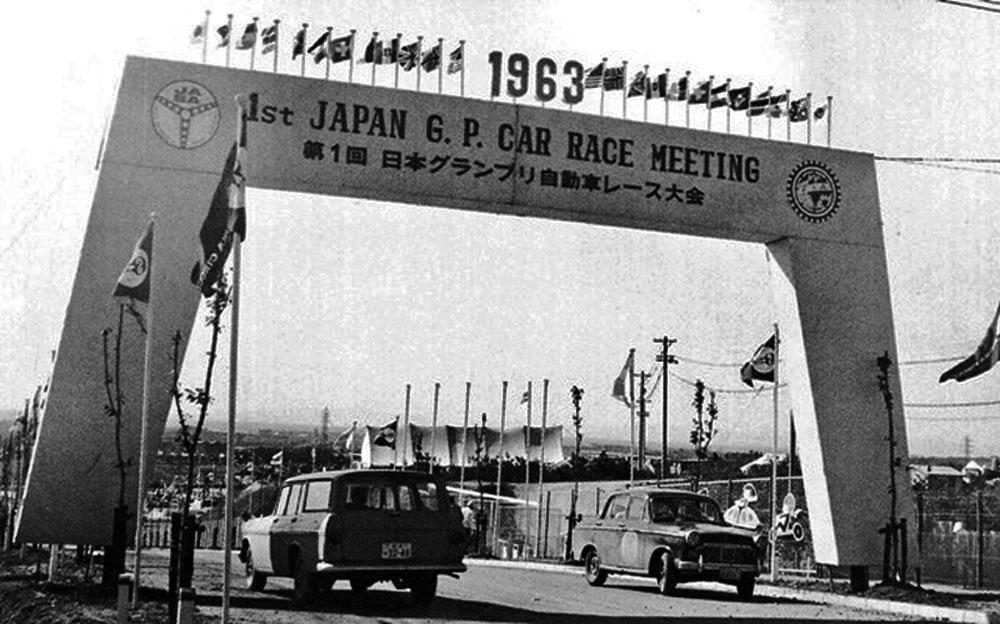 1963
1st JAPAN G. P. CAR RACE MEETING
第1回 日本グランプリ自動車レース大会
JA